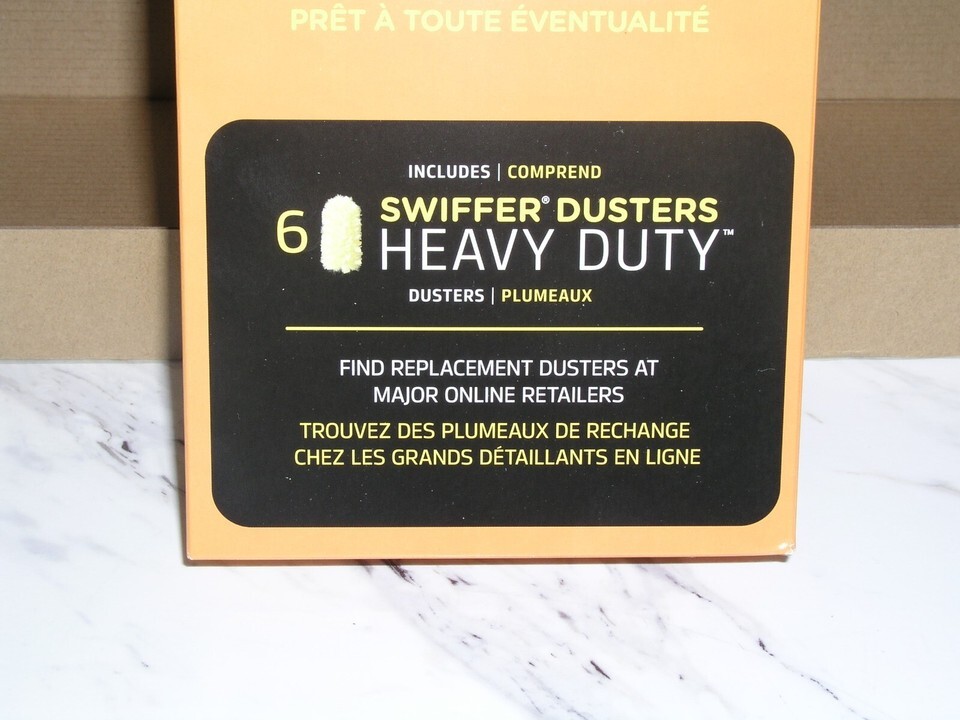 PRÊT À TOUTE ÉVENTUALITÉ
INCLUDES | COMPREND
6 SWIFFER® DUSTERS
HEAVY DUTY™
DUSTERS | PLUMEAUX
FIND REPLACEMENT DUSTERS AT
MAJOR ONLINE RETAILERS
TROUVEZ DES PLUMEAUX DE RECHANGE
CHEZ LES GRANDS DÉTAILLANTS EN LIGNE